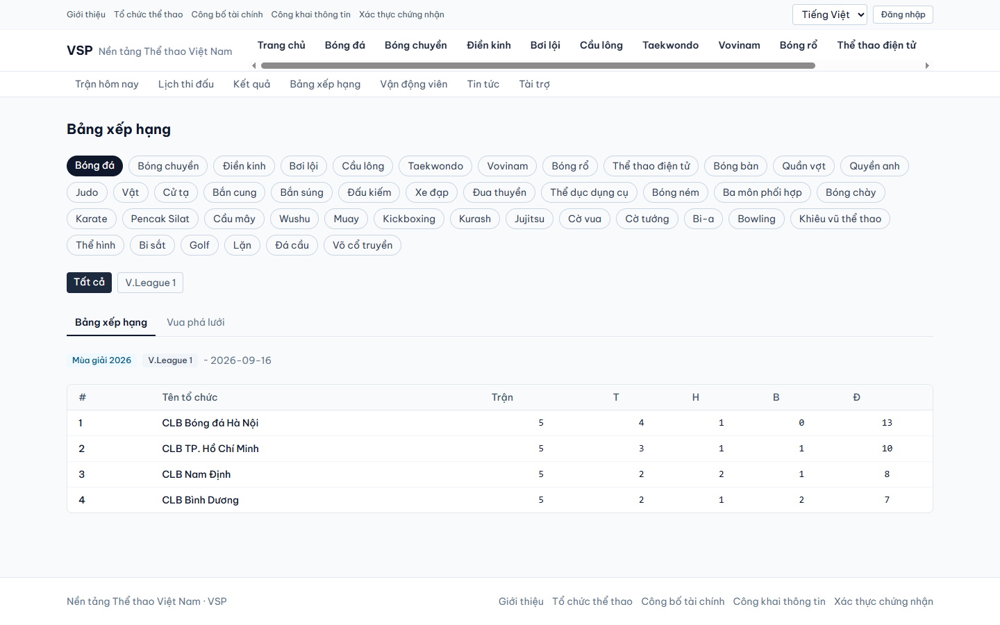 Giới thiệu Tổ chức thể thao Công bố tài chính Công khai thông tin Xác thực chứng nhận Tiếng Việt Đăng nhập
VSP Nền tảng Thể thao Việt Nam Trang chủ Bóng đá Bóng chuyền Điền kinh Bơi lội Cầu lông Taekwondo Vovinam Bóng rổ Thể thao điện tử
Trận hôm nay Lịch thi đấu Kết quả Bảng xếp hạng Vận động viên Tin tức Tài trợ
Bảng xếp hạng
Bóng đá Bóng chuyền Điền kinh Bơi lội Cầu lông Taekwondo Vovinam Bóng rổ Thể thao điện tử Bóng bàn Quần vợt Quyền anh
Judo Vật Cử tạ Bắn cung Bắn súng Đấu kiếm Xe đạp Đua thuyền Thể dục dụng cụ Bóng ném Ba môn phối hợp Bóng chày
Karate Pencak Silat Cầu mây Wushu Muay Kickboxing Kurash Jujitsu Cờ vua Cờ tướng Bi-a Bowling Khiêu vũ thể thao
Thể hình Bi sắt Golf Lặn Đá cầu Võ cổ truyền
Tất cả V.League 1
Bảng xếp hạng Vua phá lưới
Mùa giải 2026 V.League 1 ~ 2026-09-16
# Tên tổ chức Trận T H B Đ
1 CLB Bóng đá Hà Nội 5 4 1 0 13
2 CLB TP. Hồ Chí Minh 5 3 1 1 10
3 CLB Nam Định 5 2 2 1 8
4 CLB Bình Dương 5 2 1 2 7
Nền tảng Thể thao Việt Nam · VSP Giới thiệu Tổ chức thể thao Công bố tài chính Công khai thông tin Xác thực chứng nhận